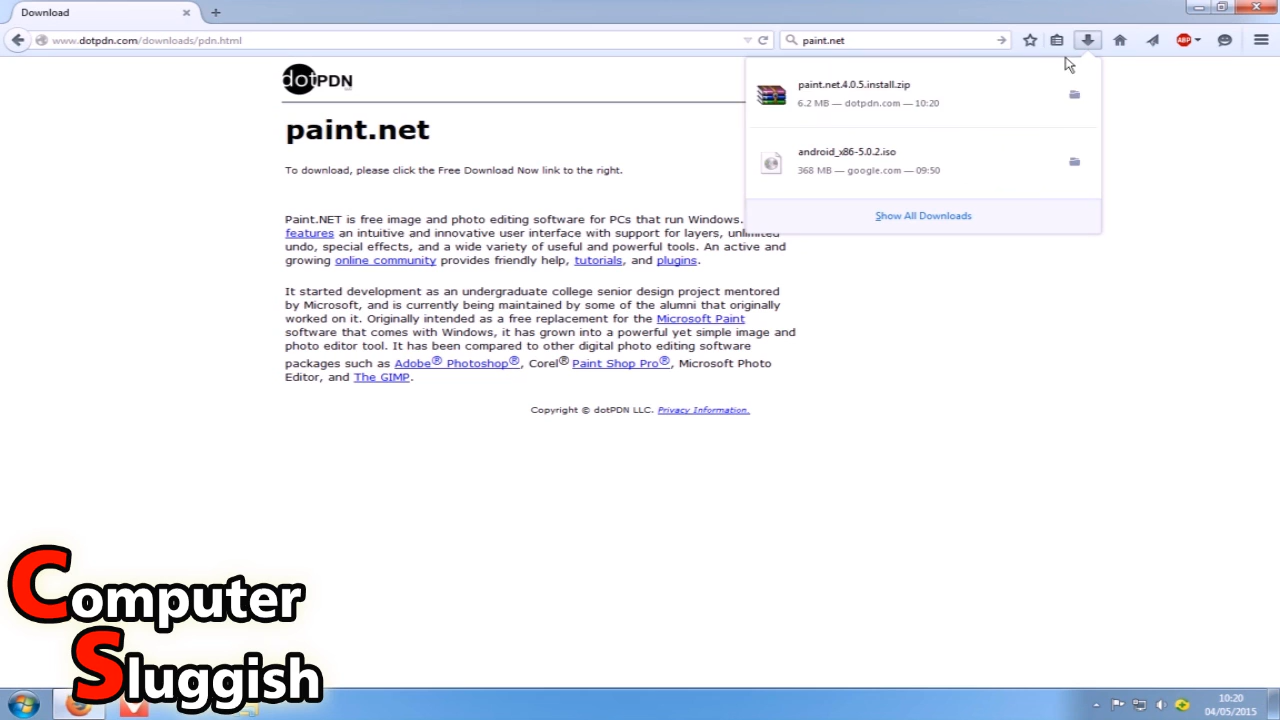 Download
www.dotpdn.com/downloads/pdn.html
paint.net
ABP
dotPDN
paint.net
To download, please click the Free Download Now link to the right.
Paint.NET is free image and photo editing software for PCs that run Windows.
features an intuitive and innovative user interface with support for layers, unlimited
undo, special effects, and a wide variety of useful and powerful tools. An active and
growing online community provides friendly help, tutorials, and plugins.
It started development as an undergraduate college senior design project mentored
by Microsoft, and is currently being maintained by some of the alumni that originally
worked on it. Originally intended as a free replacement for the Microsoft Paint
software that comes with Windows, it has grown into a powerful yet simple image and
photo editor tool. It has been compared to other digital photo editing software
packages such as Adobe® Photoshop®, Corel® Paint Shop Pro®, Microsoft Photo
Editor, and The GIMP.
Copyright © dotPDN LLC. Privacy Information.
paint.net.4.0.5.install.zip
6.2 MB — dotpdn.com — 10:20
android_x86-5.0.2.iso
368 MB — google.com — 09:50
Show All Downloads
Computer
Sluggish
10:20
04/05/2015